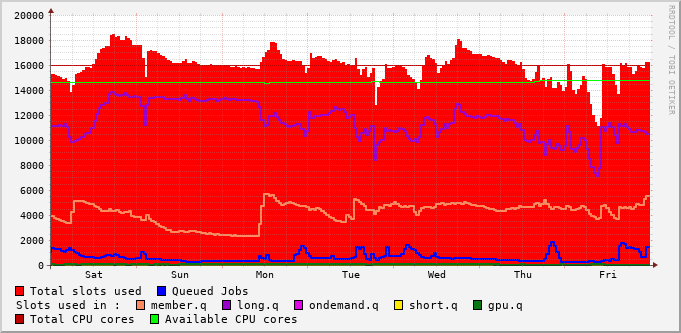 20000
18000
16000
14000
12000
10000
8000
6000
4000
2000
0
Sat Sun Mon Tue Wed Thu Fri
RRDTOOL / TOBI OETIKER
Total slots used Queued Jobs
Slots used in : member.q long.q ondemand.q short.q gpu.q
Total CPU cores Available CPU cores